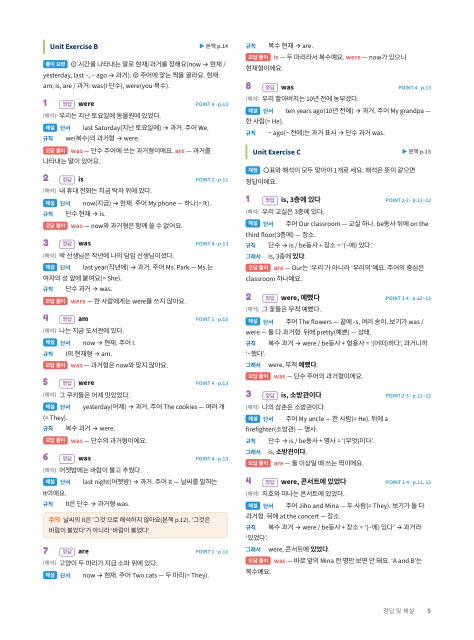 Unit Exercise B ▶ 본책 p.14
풀이 요령 ① 시간을 나타내는 말로 현재/과거를 정해요(now → 현재 /
yesterday, last ~, ~ ago → 과거). ② 주어에 맞는 짝을 골라요. 현재:
am, is, are / 과거: was(단수), were(you·복수).
1 정답 were POINT 4 · p.13
[해석] 우리는 지난 토요일에 동물원에 있었다.
해설 단서 last Saturday(지난 토요일에) → 과거. 주어 We.
규칙 we(복수)의 과거형 → were.
오답 풀이 was — 단수 주어에 쓰는 과거형이에요. are — 과거를
나타내는 말이 있어요.
2 정답 is POINT 2 · p.11
[해석] 내 휴대 전화는 지금 탁자 위에 있다.
해설 단서 now(지금) → 현재. 주어 My phone — 하나(= It).
규칙 단수 현재 → is.
오답 풀이 was — now와 과거형은 함께 쓸 수 없어요.
3 정답 was POINT 4 · p.13
[해석] 박 선생님은 작년에 나의 담임 선생님이셨다.
해설 단서 last year(작년에) → 과거. 주어 Ms. Park — Ms.는
여자의 성 앞에 붙여요(= She).
규칙 단수 과거 → was.
오답 풀이 were — 한 사람에게는 were를 쓰지 않아요.
4 정답 am POINT 1 · p.10
[해석] 나는 지금 도서관에 있다.
해설 단서 now → 현재. 주어 I.
규칙 I의 현재형 → am.
오답 풀이 was — 과거형은 now와 맞지 않아요.
5 정답 were POINT 4 · p.13
[해석] 그 쿠키들은 어제 맛있었다.
해설 단서 yesterday(어제) → 과거. 주어 The cookies — 여러 개
(= They).
규칙 복수 과거 → were.
오답 풀이 was — 단수의 과거형이에요.
6 정답 was POINT 4 · p.13
[해석] 어젯밤에는 바람이 불고 추웠다.
해설 단서 last night(어젯밤) → 과거. 주어 It — 날씨를 말하는
It이에요.
규칙 It은 단수 → 과거형 was.
주의 날씨의 It은 '그것'으로 해석하지 않아요(본책 p.12). '그것은
바람이 불었다'가 아니라 '바람이 불었다'.
7 정답 are POINT 2 · p.11
[해석] 고양이 두 마리가 지금 소파 위에 있다.
해설 단서 now → 현재. 주어 Two cats — 두 마리(= They).
규칙 복수 현재 → are.
오답 풀이 is — 단수의 짝이라서 복수예요. were — now가 있으니
현재형이에요.
8 정답 was POINT 4 · p.13
[해석] 우리 할아버지는 10년 전에 농부셨다.
해설 단서 ten years ago(10년 전에) → 과거. 주어 My grandpa —
한 사람(= He).
규칙 ~ ago(~ 전에)는 과거 표시 → 단수 과거 was.
Unit Exercise C ▶ 본책 p.15
채점 ○표와 해석이 모두 맞아야 1개로 세요. 해석은 뜻이 같으면
정답이에요.
1 정답 is, 3층에 있다 POINT 2·3 · p.11~12
[해석] 우리 교실은 3층에 있다.
해설 단서 주어 Our classroom — 교실 하나. be동사 뒤에 on the
third floor(3층에) — 장소.
규칙 단수 → is / be동사 + 장소 = '(~에) 있다'.
그래서 is, 3층에 있다.
오답 풀이 are — Our는 '우리'가 아니라 '우리의'예요. 주어의 중심은
classroom 하나예요.
2 정답 were, 예뻤다 POINT 3·4 · p.12~13
[해석] 그 꽃들은 무척 예뻤다.
해설 단서 주어 The flowers — 끝에 -s, 여러 송이. 보기가 was /
were — 둘 다 과거형. 뒤에 pretty(예쁜) — 상태.
규칙 복수 과거 → were / be동사 + 형용사 = '(어떠)하다', 과거니까
'~했다'.
그래서 were, 무척 예뻤다.
오답 풀이 was — 단수 주어의 과거형이에요.
3 정답 is, 소방관이다 POINT 2·3 · p.11~12
[해석] 나의 삼촌은 소방관이다.
해설 단서 주어 My uncle — 한 사람(= He). 뒤에 a
firefighter(소방관) — 명사.
규칙 단수 → is / be동사 + 명사 = '(무엇)이다'.
그래서 is, 소방관이다.
오답 풀이 are — 둘 이상일 때 쓰는 짝이에요.
4 정답 were, 콘서트에 있었다 POINT 3·4 · p.11, 13
[해석] 지호와 미나는 콘서트에 있었다.
해설 단서 주어 Jiho and Mina — 두 사람(= They). 보기가 둘 다
과거형. 뒤에 at the concert — 장소.
규칙 복수 과거 → were / be동사 + 장소 = '(~에) 있다' → 과거라
'있었다'.
그래서 were, 콘서트에 있었다.
오답 풀이 was — 바로 앞의 Mina 한 명만 보면 안 돼요. 'A and B'는
복수예요.
정답 및 해설 5